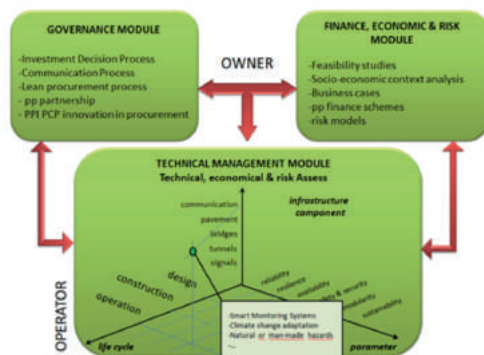 GOVERNANCE MODULE
-Investment Decision Process
-Communication Process
-Lean procurement process
- pp partnership
- PPI PCP innovation in procurement
OWNER
FINANCE, ECONOMIC & RISK
MODULE
-Feasibility studies
-Socio-economic context analysis
-Business cases
-pp finance schemes
-risk models
TECHNICAL MANAGEMENT MODULE
Technical, economical & risk Assess
communication
pavement
bridges
tunnels
signals
infrastructure
component
design
construction
operation
reliability
resilience
availability
& security
sustainability
-Smart Monitoring Systems
-Climate change adaptation
-Natural or man-made hazards
life cycle
parameter
OPERATOR